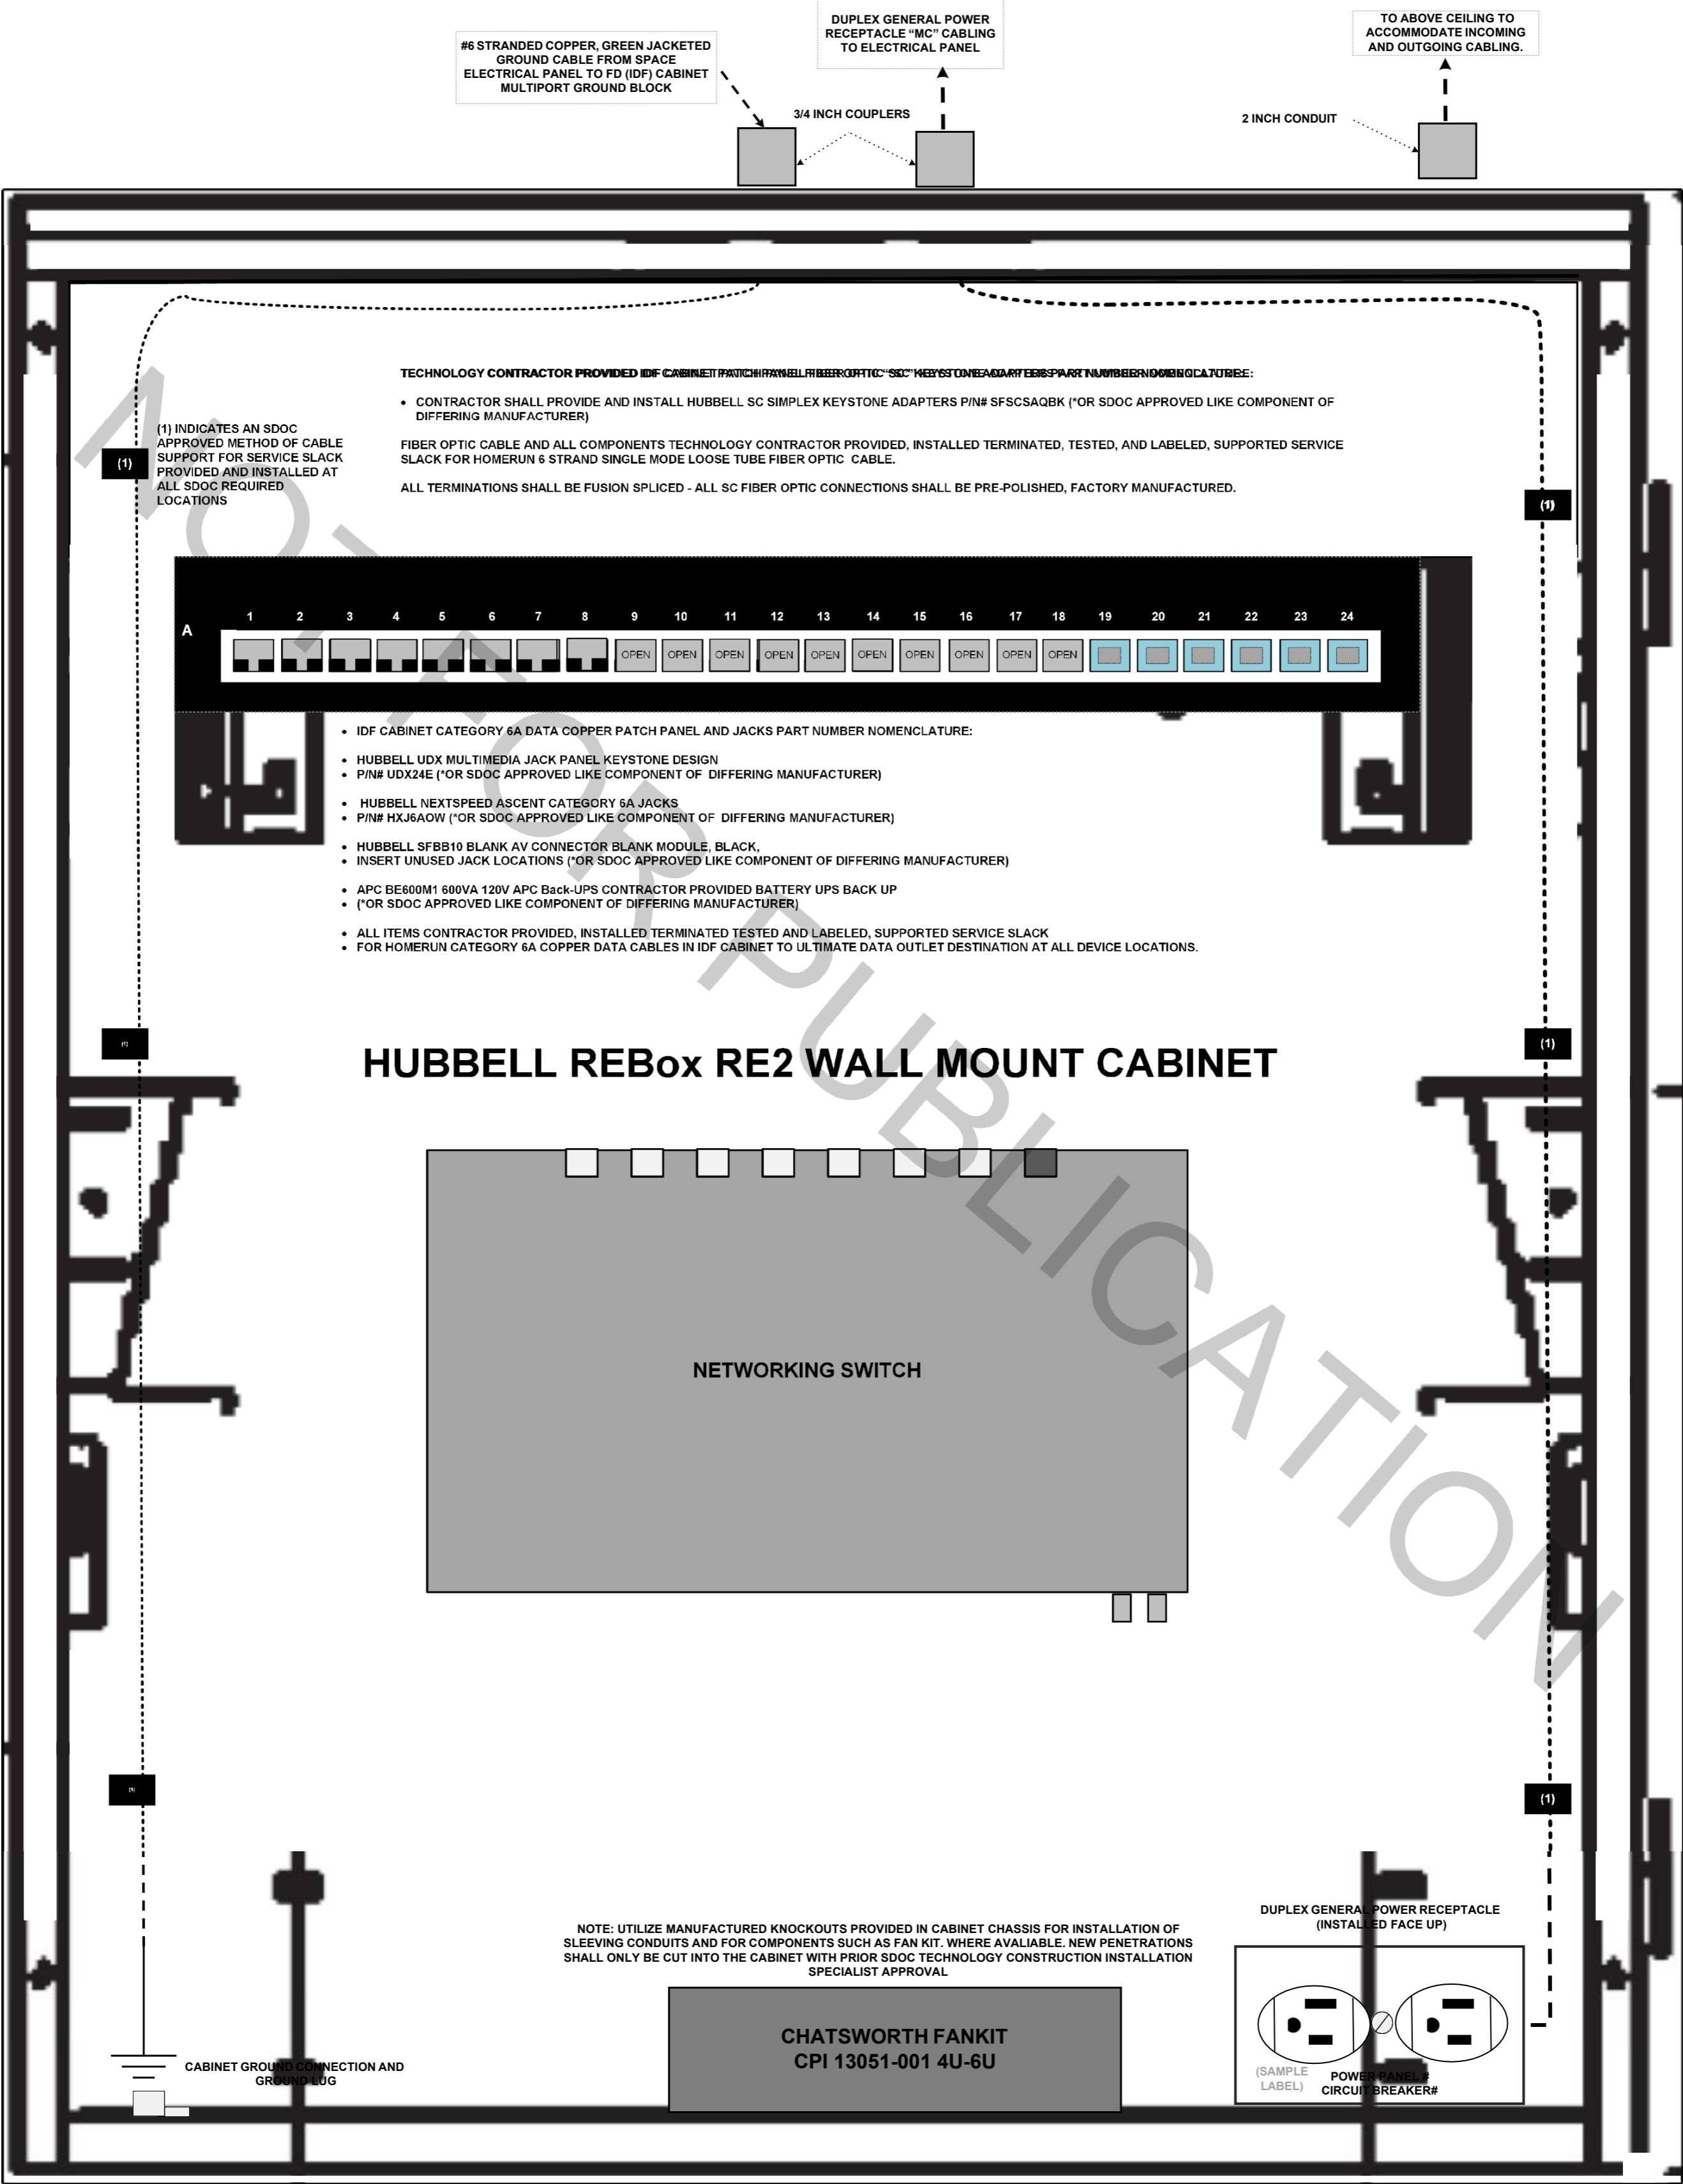 #6 STRANDED COPPER, GREEN JACKETED
GROUND CABLE FROM SPACE
ELECTRICAL PANEL TO FD (IDF) CABINET
MULTIPORT GROUND BLOCK
DUPLEX GENERAL POWER
RECEPTACLE “MC” CABLING
TO ELECTRICAL PANEL
TO ABOVE CEILING TO
ACCOMMODATE INCOMING
AND OUTGOING CABLING.
3/4 INCH COUPLERS
2 INCH CONDUIT
TECHNOLOGY CONTRACTOR PROVIDED IDF CABINET PATCH PANEL FIBER OPTIC “SC” KEYSTONE ADAPTERS PART NUMBER NOMENCLATURE:
• CONTRACTOR SHALL PROVIDE AND INSTALL HUBBELL SC SIMPLEX KEYSTONE ADAPTERS P/N# SFSCSAQBK (*OR SDOC APPROVED LIKE COMPONENT OF
DIFFERING MANUFACTURER)
FIBER OPTIC CABLE AND ALL COMPONENTS TECHNOLOGY CONTRACTOR PROVIDED, INSTALLED TERMINATED, TESTED, AND LABELED, SUPPORTED SERVICE
SLACK FOR HOMERUN 6 STRAND SINGLE MODE LOOSE TUBE FIBER OPTIC CABLE.
ALL TERMINATIONS SHALL BE FUSION SPLICED - ALL SC FIBER OPTIC CONNECTIONS SHALL BE PRE-POLISHED, FACTORY MANUFACTURED.
(1)
(1) INDICATES AN SDOC
APPROVED METHOD OF CABLE
SUPPORT FOR SERVICE SLACK
PROVIDED AND INSTALLED AT
ALL SDOC REQUIRED
LOCATIONS
(1)
A
1 2 3 4 5 6 7 8 9 10 11 12 13 14 15 16 17 18 19 20 21 22 23 24
OPEN OPEN OPEN OPEN OPEN OPEN OPEN OPEN OPEN OPEN
• IDF CABINET CATEGORY 6A DATA COPPER PATCH PANEL AND JACKS PART NUMBER NOMENCLATURE:
• HUBBELL UDX MULTIMEDIA JACK PANEL KEYSTONE DESIGN
• P/N# UDX24E (*OR SDOC APPROVED LIKE COMPONENT OF DIFFERING MANUFACTURER)
• HUBBELL NEXTSPEED ASCENT CATEGORY 6A JACKS
• P/N# HXJ6AOW (*OR SDOC APPROVED LIKE COMPONENT OF DIFFERING MANUFACTURER)
• HUBBELL SFBB10 BLANK AV CONNECTOR BLANK MODULE, BLACK,
• INSERT UNUSED JACK LOCATIONS (*OR SDOC APPROVED LIKE COMPONENT OF DIFFERING MANUFACTURER)
• APC BE600M1 600VA 120V APC Back-UPS CONTRACTOR PROVIDED BATTERY UPS BACK UP
• (*OR SDOC APPROVED LIKE COMPONENT OF DIFFERING MANUFACTURER)
• ALL ITEMS CONTRACTOR PROVIDED, INSTALLED TERMINATED TESTED AND LABELED, SUPPORTED SERVICE SLACK
• FOR HOMERUN CATEGORY 6A COPPER DATA CABLES IN IDF CABINET TO ULTIMATE DATA OUTLET DESTINATION AT ALL DEVICE LOCATIONS.
(1)
(1)
HUBBELL REBox RE2 WALL MOUNT CABINET
NETWORKING SWITCH
(1)
(1)
NOTE: UTILIZE MANUFACTURED KNOCKOUTS PROVIDED IN CABINET CHASSIS FOR INSTALLATION OF
SLEEVING CONDUITS AND FOR COMPONENTS SUCH AS FAN KIT. WHERE AVALIABLE. NEW PENETRATIONS
SHALL ONLY BE CUT INTO THE CABINET WITH PRIOR SDOC TECHNOLOGY CONSTRUCTION INSTALLATION
SPECIALIST APPROVAL
DUPLEX GENERAL POWER RECEPTACLE
(INSTALLED FACE UP)
CHATSWORTH FANKIT
CPI 13051-001 4U-6U
CABINET GROUND CONNECTION AND
GROUND LUG
(SAMPLE
LABEL)
POWER PANEL #
CIRCUIT BREAKER#
NOT FOR PUBLICATION